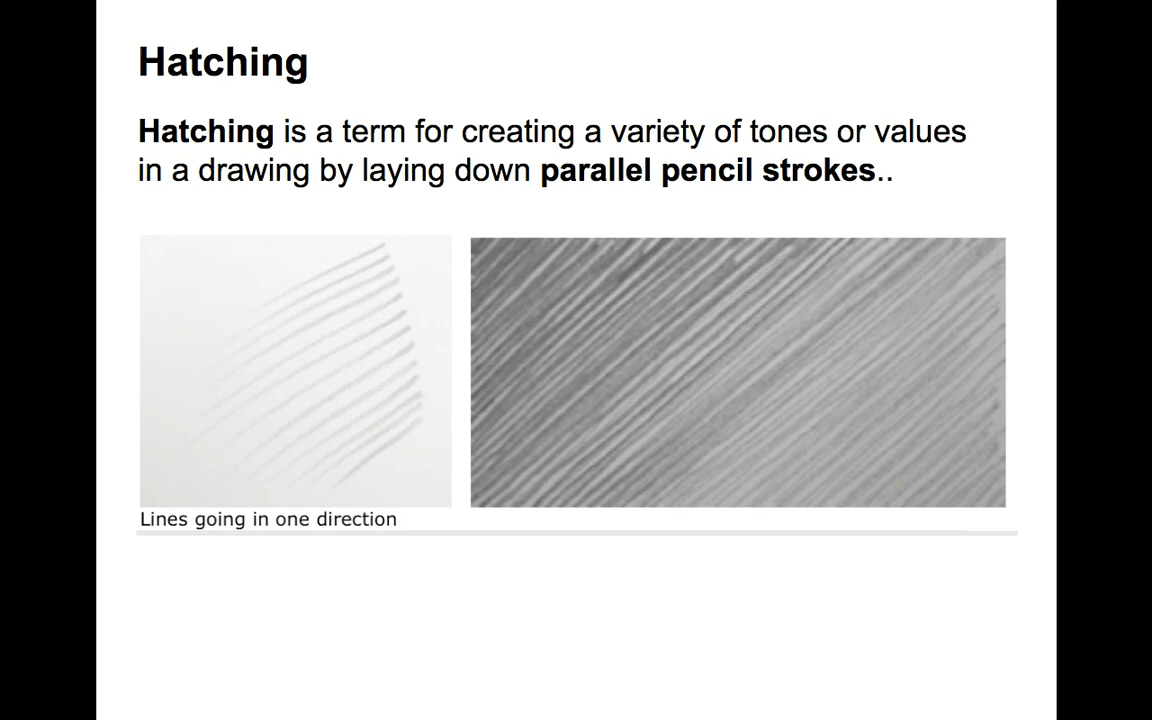 Hatching
Hatching is a term for creating a variety of tones or values
in a drawing by laying down parallel pencil strokes..
Lines going in one direction